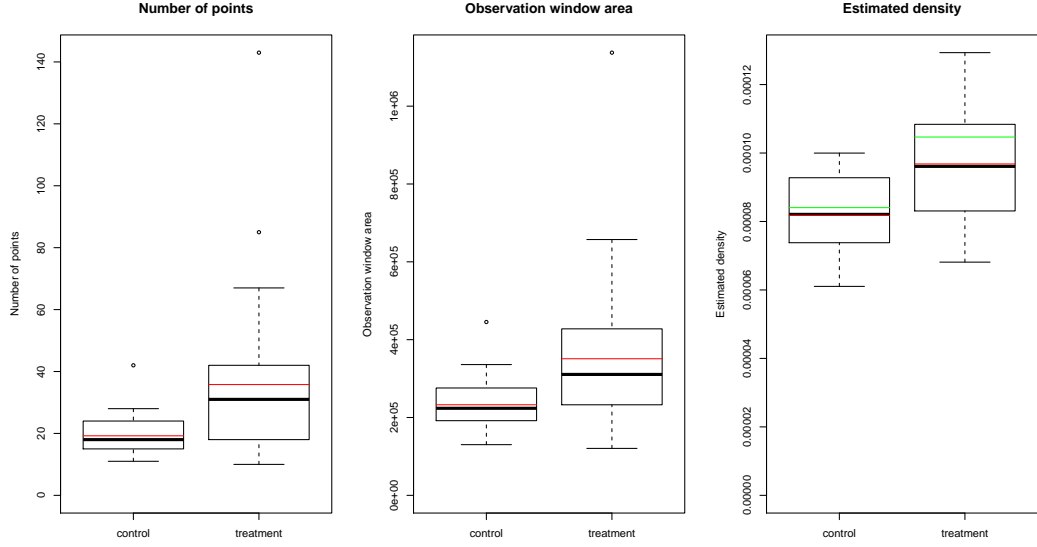 Number of points
Number of points
140
120
100
80
60
40
20
0
control treatment
Observation window area
Observation window area
1e+06
8e+05
6e+05
4e+05
2e+05
0e+00
control treatment
Estimated density
Estimated density
0.00012
0.00010
0.00008
0.00006
0.00004
0.00002
0.00000
control treatment